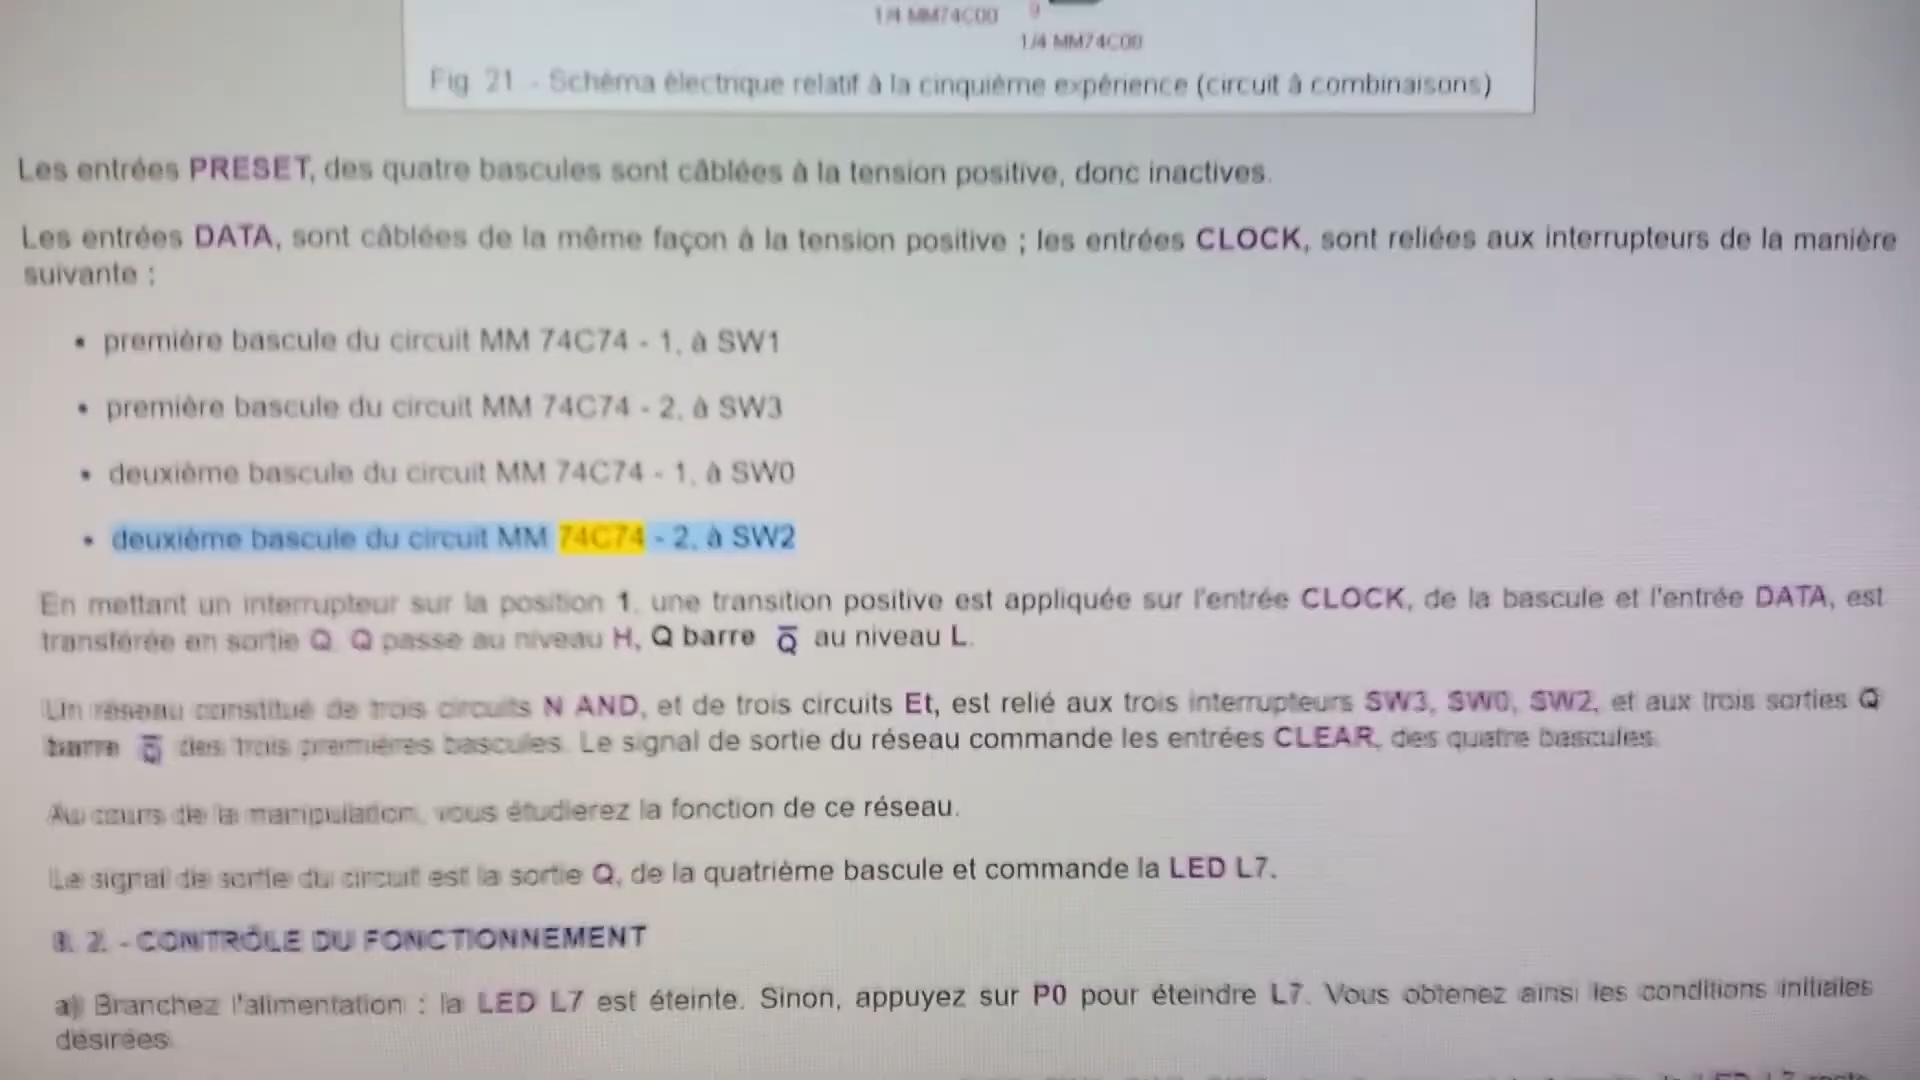 1/4 MM74C00 9
1/4 MM74C00
Fig. 21 - Schéma électrique relatif à la cinquième expérience (circuit à combinaisons)
Les entrées PRESET, des quatre bascules sont câblées à la tension positive, donc inactives.
Les entrées DATA, sont câblées de la même façon à la tension positive ; les entrées CLOCK, sont reliées aux interrupteurs de la manière
suivante :
• première bascule du circuit MM 74C74 - 1, à SW1
• première bascule du circuit MM 74C74 - 2, à SW3
• deuxième bascule du circuit MM 74C74 - 1, à SW0
• deuxième bascule du circuit MM 74C74 - 2, à SW2
En mettant un interrupteur sur la position 1, une transition positive est appliquée sur l'entrée CLOCK, de la bascule et l'entrée DATA, est
transférée en sortie Q. Q passe au niveau H, Q barre Q̅ au niveau L.
Un réseau constitué de trois circuits N AND, et de trois circuits Et, est relié aux trois interrupteurs SW3, SW0, SW2, et aux trois sorties Q
barre Q̅ des trois premières bascules. Le signal de sortie du réseau commande les entrées CLEAR, des quatre bascules.
Au cours de la manipulation, vous étudierez la fonction de ce réseau.
Le signal de sortie du circuit est la sortie Q, de la quatrième bascule et commande la LED L7.
8. 2. - CONTRÔLE DU FONCTIONNEMENT
a) Branchez l'alimentation : la LED L7 est éteinte. Sinon, appuyez sur P0 pour éteindre L7. Vous obtenez ainsi les conditions initiales
désirées.